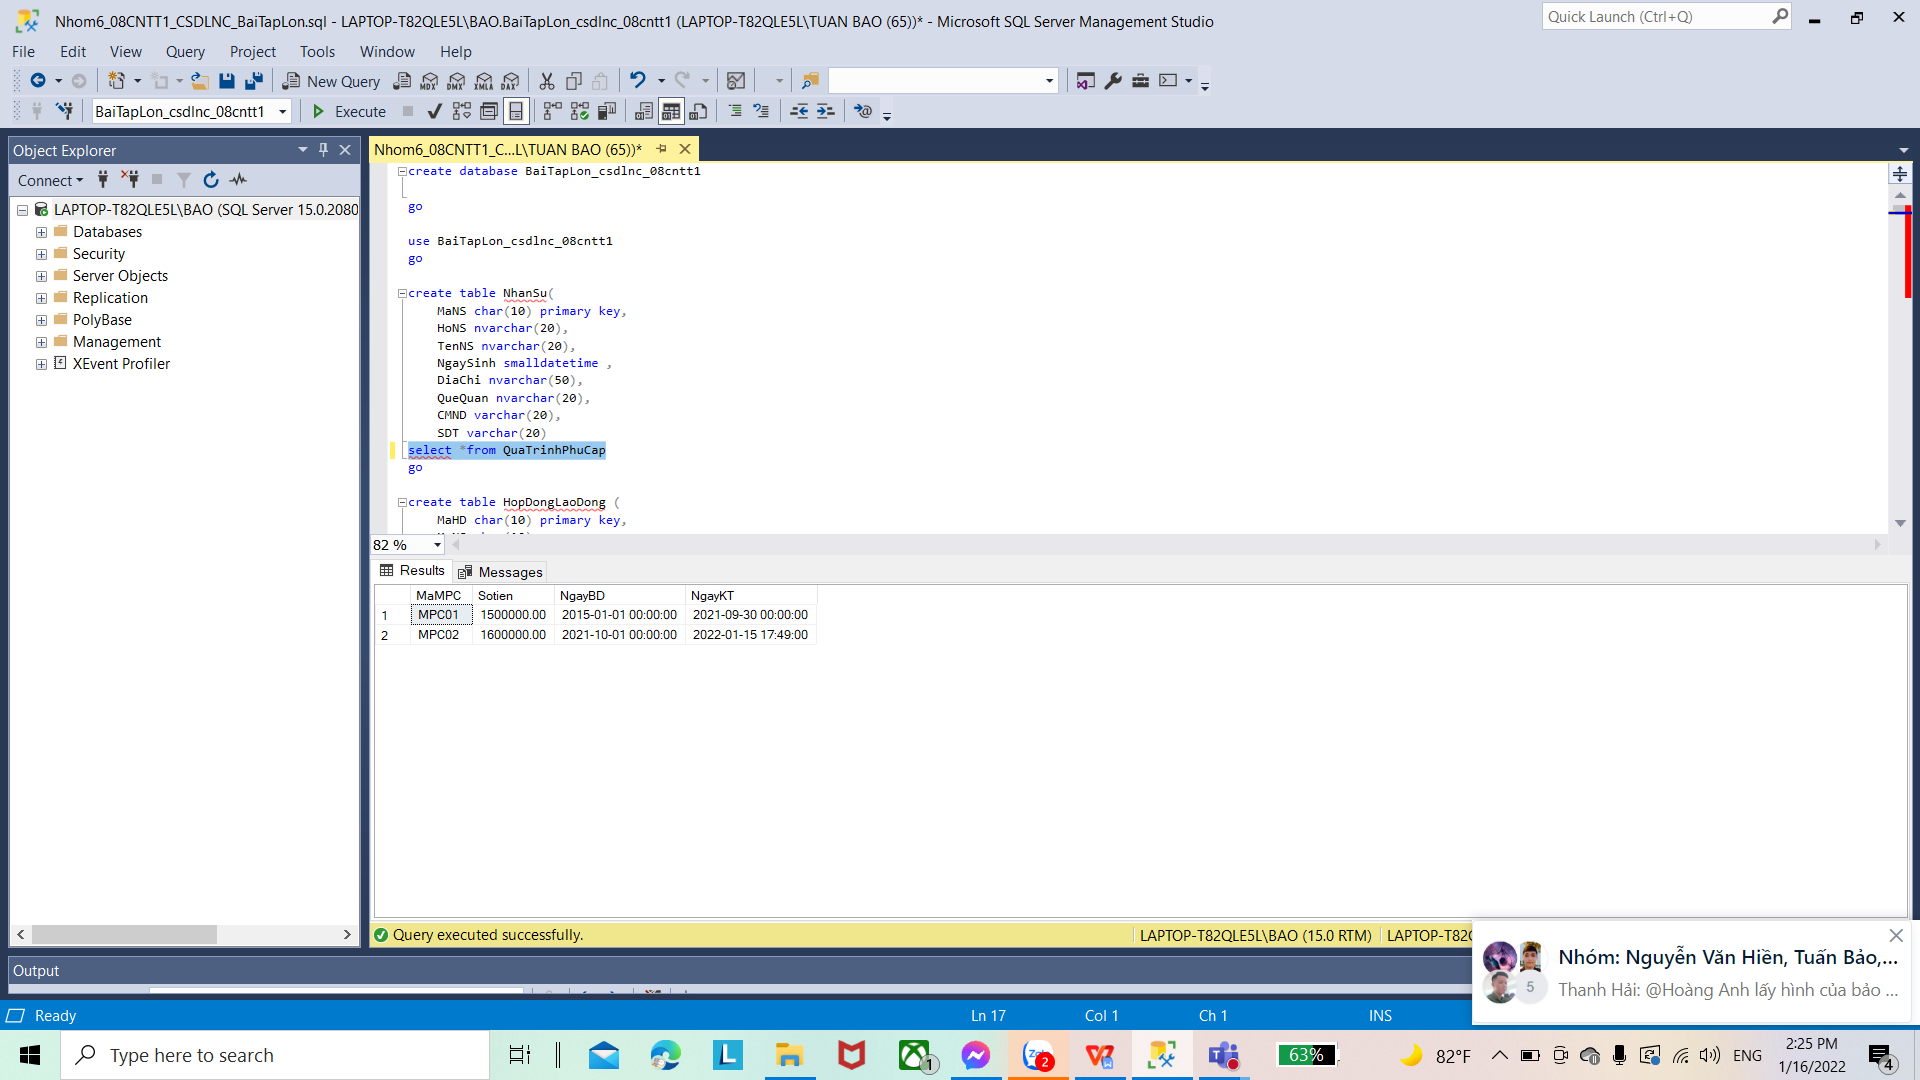 Nhom6_08CNTT1_CSDLNC_BaiTapLon.sql - LAPTOP-T82QLE5L\BAO.BaiTapLon_csdlnc_08cntt1 (LAPTOP-T82QLE5L\TUAN BAO (65))* - Microsoft SQL Server Management Studio
Quick Launch (Ctrl+Q)
File Edit View Query Project Tools Window Help
New Query MDX DMX XMLA DAX
BaiTapLon_csdlnc_08cntt1 Execute
Object Explorer
Connect
LAPTOP-T82QLE5L\BAO (SQL Server 15.0.2080
Databases
Security
Server Objects
Replication
PolyBase
Management
XEvent Profiler
Nhom6_08CNTT1_C...L\TUAN BAO (65))*
create database BaiTapLon_csdlnc_08cntt1
go
use BaiTapLon_csdlnc_08cntt1
go
create table NhanSu(
MaNS char(10) primary key,
HoNS nvarchar(20),
TenNS nvarchar(20),
NgaySinh smalldatetime ,
DiaChi nvarchar(50),
QueQuan nvarchar(20),
CMND varchar(20),
SDT varchar(20)
select *from QuaTrinhPhuCap
go
create table HopDongLaoDong (
MaHD char(10) primary key,
82 %
Results Messages
MaMPC Sotien NgayBD NgayKT
1 MPC01 1500000.00 2015-01-01 00:00:00 2021-09-30 00:00:00
2 MPC02 1600000.00 2021-10-01 00:00:00 2022-01-15 17:49:00
Query executed successfully.
LAPTOP-T82QLE5L\BAO (15.0 RTM) LAPTOP-T82Q
Output
Nhóm: Nguyễn Văn Hiền, Tuấn Bảo,...
5
Thanh Hải: @Hoàng Anh lấy hình của bảo ...
Ready Ln 17 Col 1 Ch 1 INS
Type here to search
L
1
2
63%
82°F
ENG
2:25 PM
1/16/2022
4